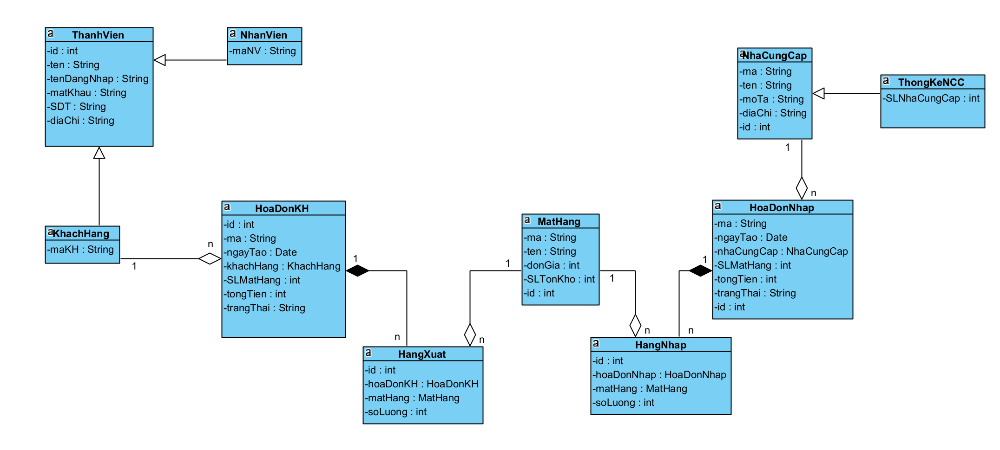 ThanhVien
-id : int
-ten : String
-tenDangNhap : String
-matKhau : String
-SDT : String
-diaChi : String
NhanVien
-maNV : String
NhaCungCap
-ma : String
-ten : String
-moTa : String
-diaChi : String
-id : int
ThongKeNCC
-SLNhaCungCap : int
1
n
KhachHang
-maKH : String
1
n
HoaDonKH
-id : int
-ma : String
-ngayTao : Date
-khachHang : KhachHang
-SLMatHang : int
-tongTien : int
-trangThai : String
1
n
MatHang
-ma : String
-ten : String
-donGia : int
-SLTonKho : int
-id : int
1
n
1
n
HoaDonNhap
-ma : String
-ngayTao : Date
-nhaCungCap : NhaCungCap
-SLMatHang : int
-tongTien : int
-trangThai : String
-id : int
1
n
HangXuat
-id : int
-hoaDonKH : HoaDonKH
-matHang : MatHang
-soLuong : int
HangNhap
-id : int
-hoaDonNhap : HoaDonNhap
-matHang : MatHang
-soLuong : int